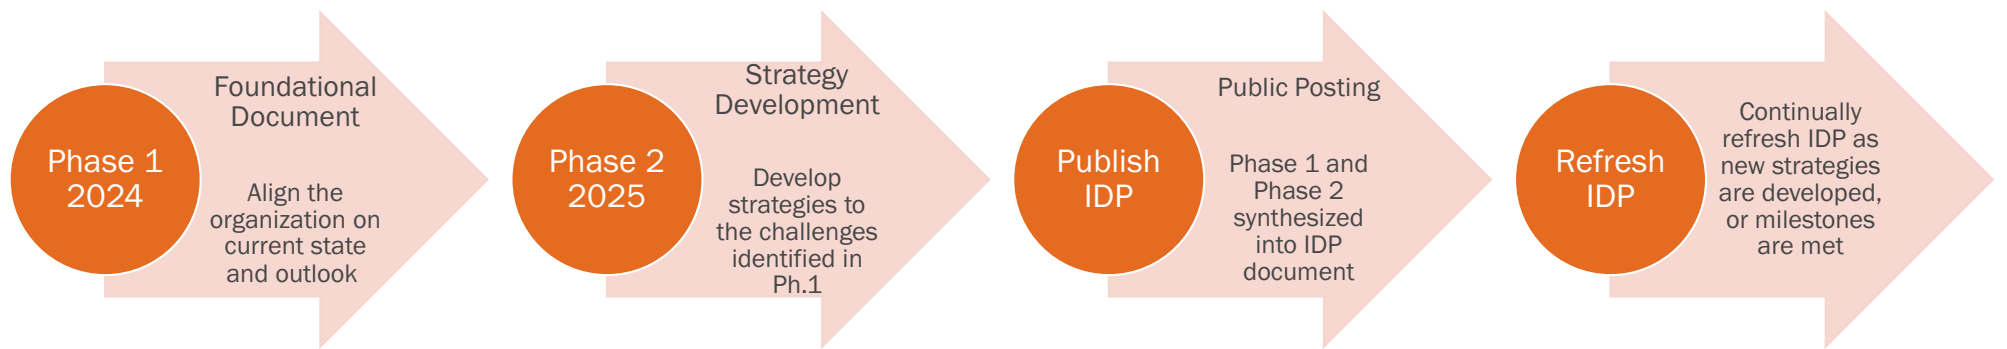 Phase 1
2024
Foundational
Document
Align the
organization on
current state
and outlook
Phase 2
2025
Strategy
Development
Develop
strategies to
the challenges
identified in
Ph.1
Publish
IDP
Public Posting
Phase 1 and
Phase 2
synthesized
into IDP
document
Refresh
IDP
Continually
refresh IDP as
new strategies
are developed,
or milestones
are met